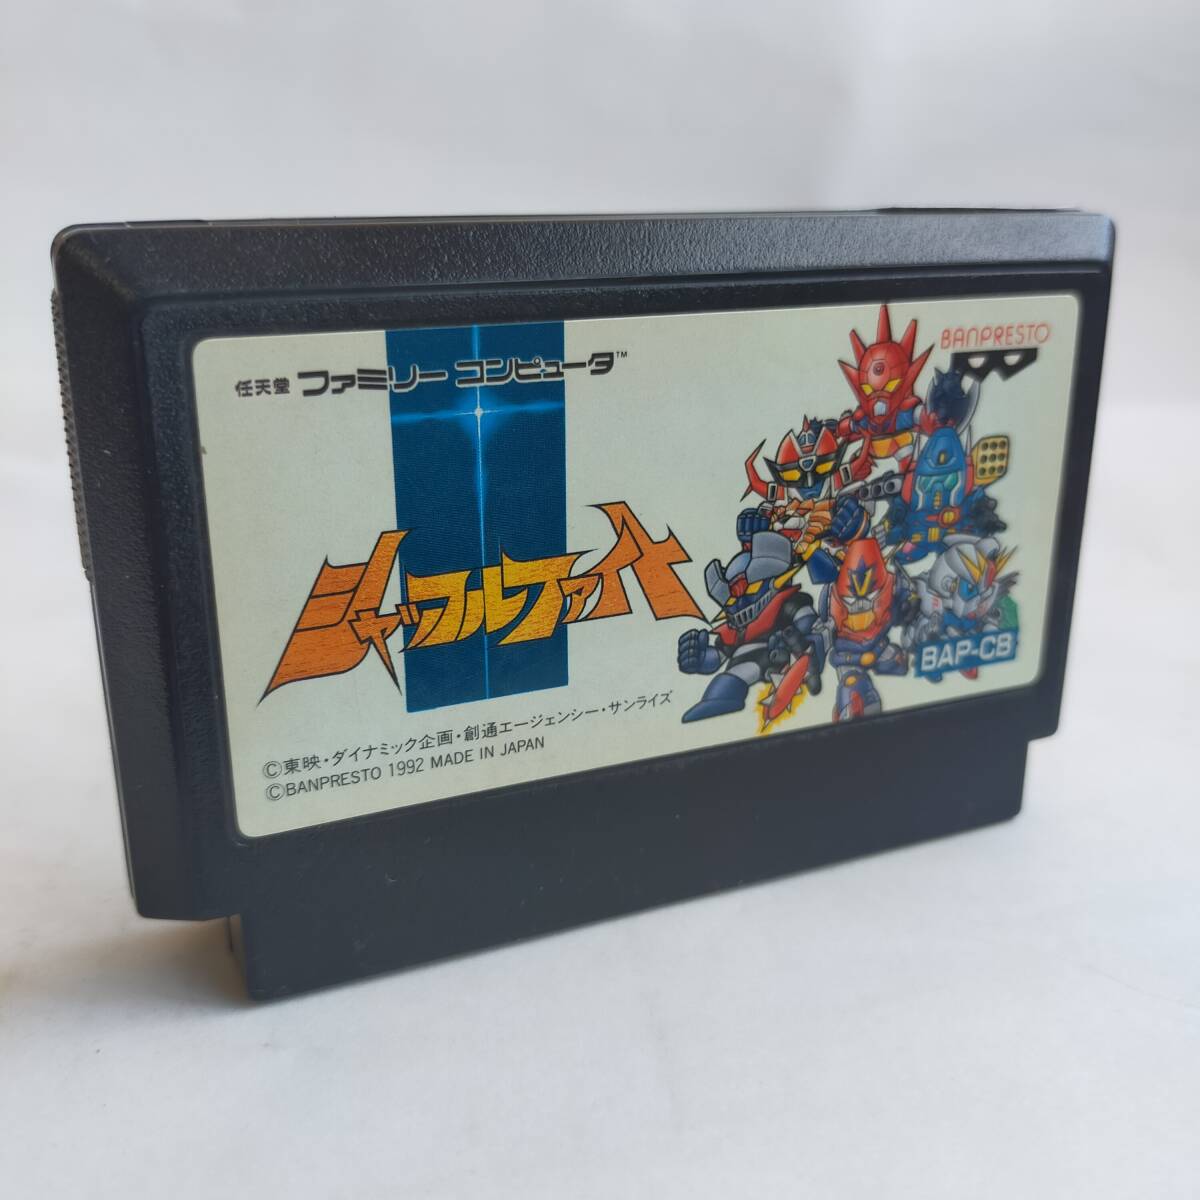 任天堂 ファミリー コンピュータ™
BANPRESTO
シャッフルファイト
BAP-CB
©東映・ダイナミック企画・創通エージェンシー・サンライズ
©BANPRESTO 1992 MADE IN JAPAN